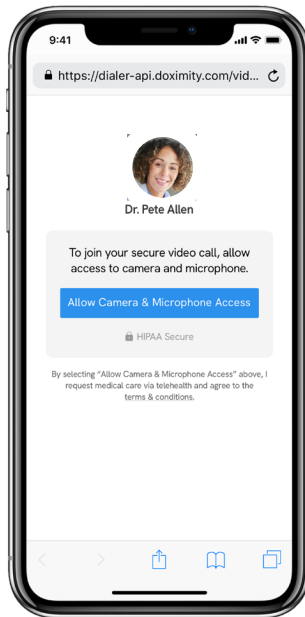 9:41
https://dialer-api.doximity.com/vid...
Dr. Pete Allen
To join your secure video call, allow
access to camera and microphone.
Allow Camera & Microphone Access
HIPAA Secure
By selecting “Allow Camera & Microphone Access” above, I
request medical care via telehealth and agree to the
terms & conditions.